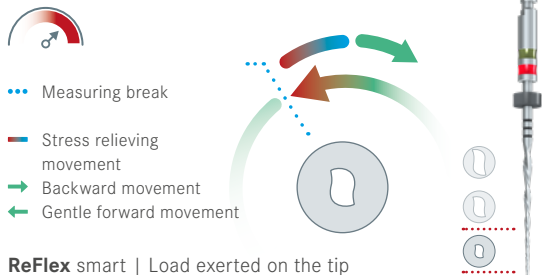 Measuring break
Stress relieving
movement
Backward movement
Gentle forward movement
ReFlex smart | Load exerted on the tip